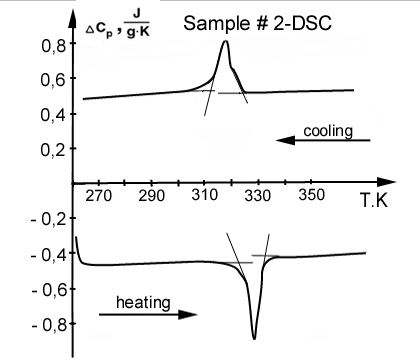 ΔCp, J/g·K
Sample # 2-DSC
0,8
0,6
0,4
0,2
cooling
270 290 310 330 350
T.K
- 0,2
- 0,4
- 0,6
- 0,8
heating